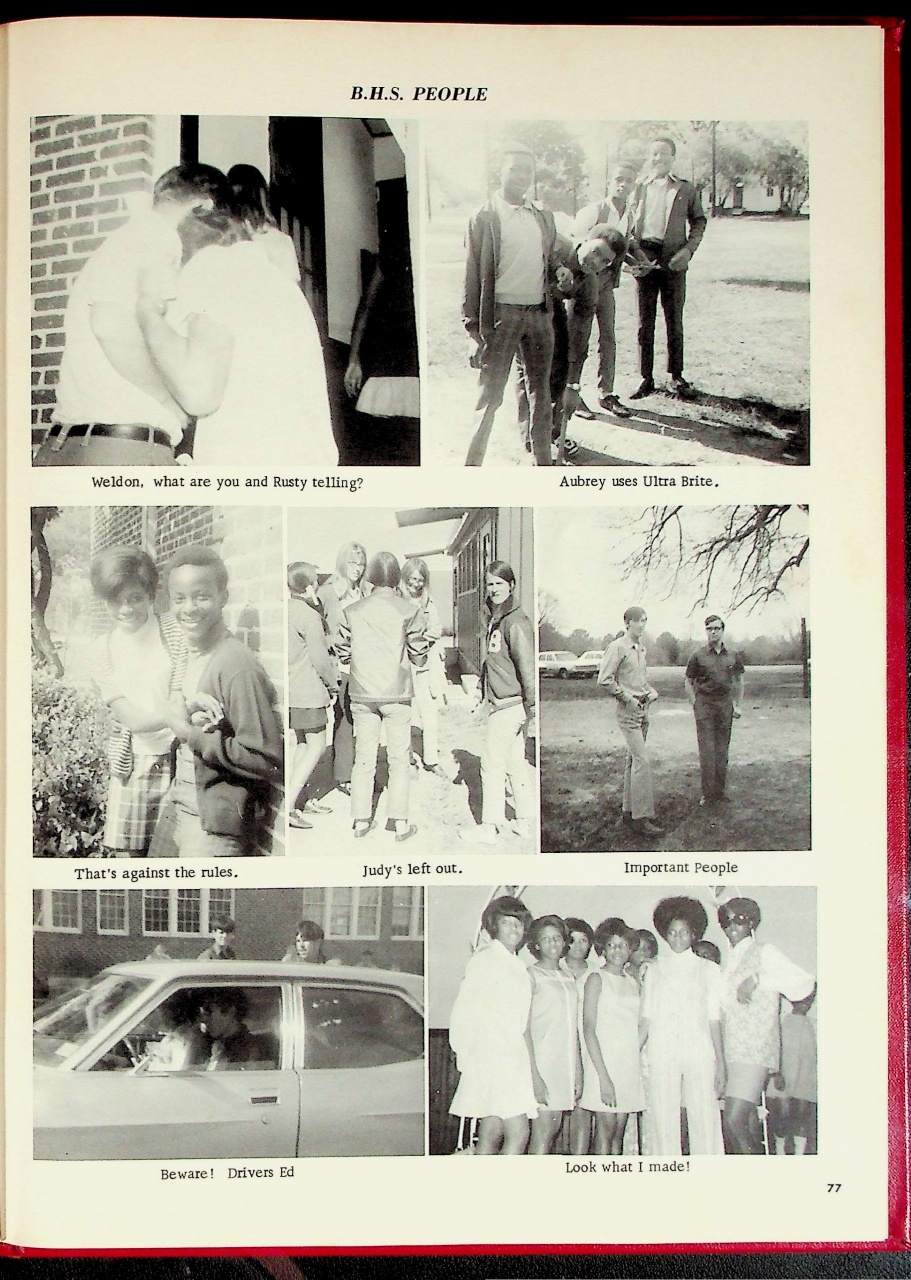 B.H.S. PEOPLE
Weldon, what are you and Rusty telling?
Aubrey uses Ultra Brite.
B
That's against the rules.
Judy's left out.
Important People
Beware! Drivers Ed
Look what I made!
77